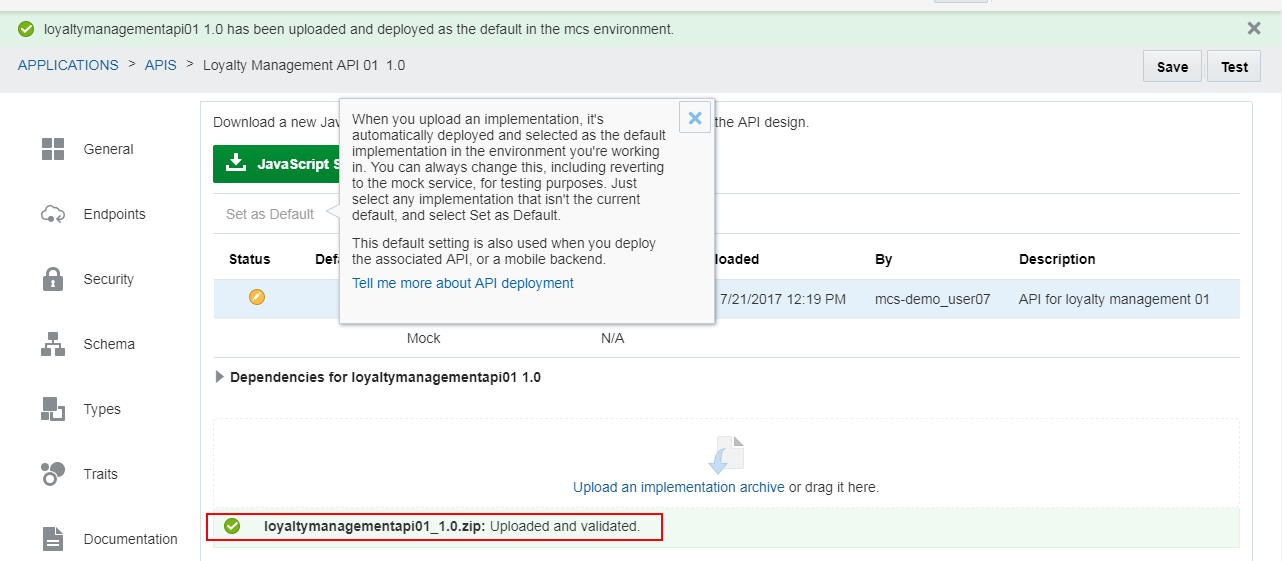 loyaltymanagementapi01 1.0 has been uploaded and deployed as the default in the mcs environment.
APPLICATIONS > APIS > Loyalty Management API 01 1.0
Save
Test
General
Endpoints
Security
Schema
Types
Traits
Documentation
Download a new Jav
the API design.
JavaScript S
Set as Default
When you upload an implementation, it's
automatically deployed and selected as the default
implementation in the environment you're working
in. You can always change this, including reverting
to the mock service, for testing purposes. Just
select any implementation that isn't the current
default, and select Set as Default.
This default setting is also used when you deploy
the associated API, or a mobile backend.
Tell me more about API deployment
Status Def loaded By Description
7/21/2017 12:19 PM mcs-demo_user07 API for loyalty management 01
Mock N/A
Dependencies for loyaltymanagementapi01 1.0
Upload an implementation archive or drag it here.
loyaltymanagementapi01_1.0.zip: Uploaded and validated.